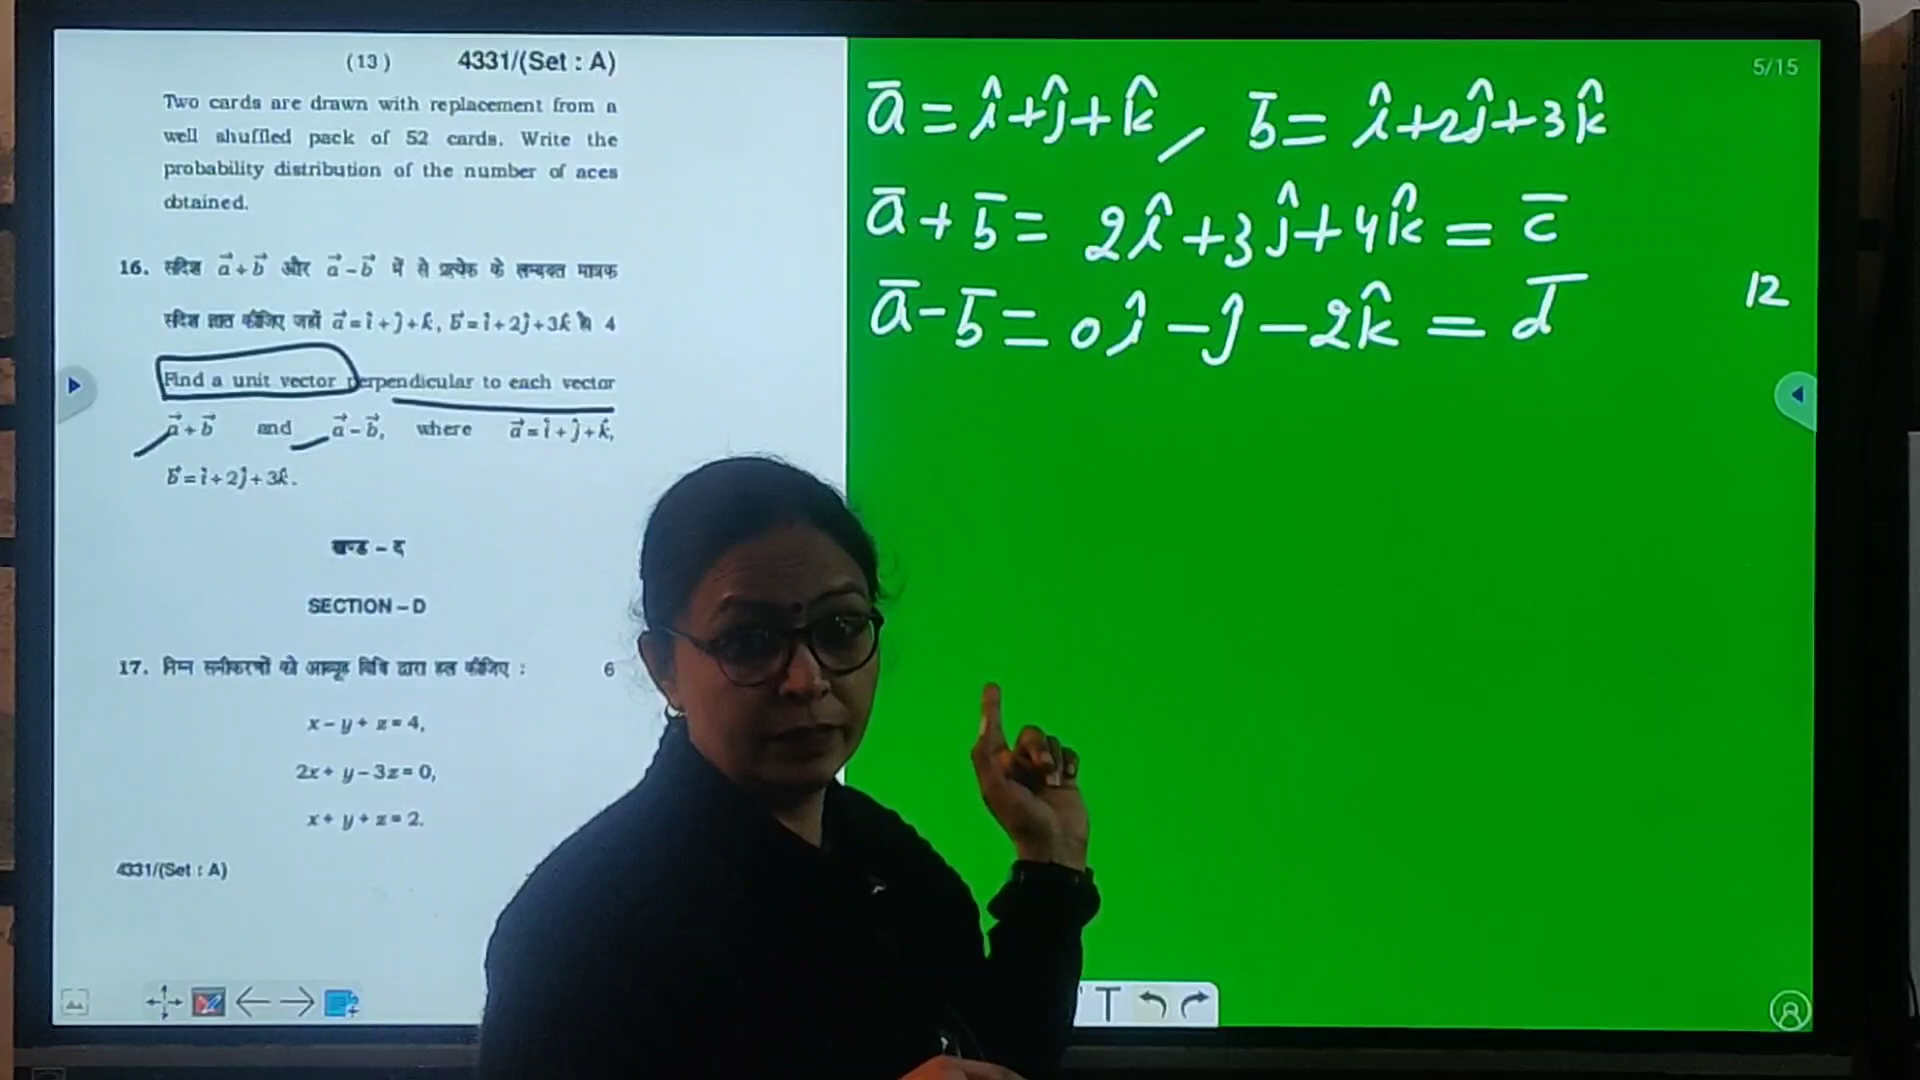 (13) 4331/(Set : A)
Two cards are drawn with replacement from a
well shuffled pack of 52 cards. Write the
probability distribution of the number of aces
obtained.
16. सदिश a⃗ + b⃗ और a⃗ − b⃗ में से प्रत्येक के लम्बवत मात्रक
सदिश ज्ञात कीजिए जहाँ a⃗ = î + ĵ + k̂, b⃗ = î + 2ĵ + 3k̂ है 4
Find a unit vector perpendicular to each vector
a⃗ + b⃗ and a⃗ − b⃗, where a⃗ = î + ĵ + k̂,
b⃗ = î + 2ĵ + 3k̂.
खण्ड – द
SECTION – D
17. निम्न समीकरणों को आव्यूह विधि द्वारा हल कीजिए : 6
x − y + z = 4,
2x + y − 3z = 0,
x + y + z = 2.
4331/(Set : A)
5/15
a̅ = î + ĵ + k̂, b̅ = î + 2ĵ + 3k̂
a̅ + b̅ = 2î + 3ĵ + 4k̂ = c̅
a̅ − b̅ = 0î − ĵ − 2k̂ = d̅
12
T